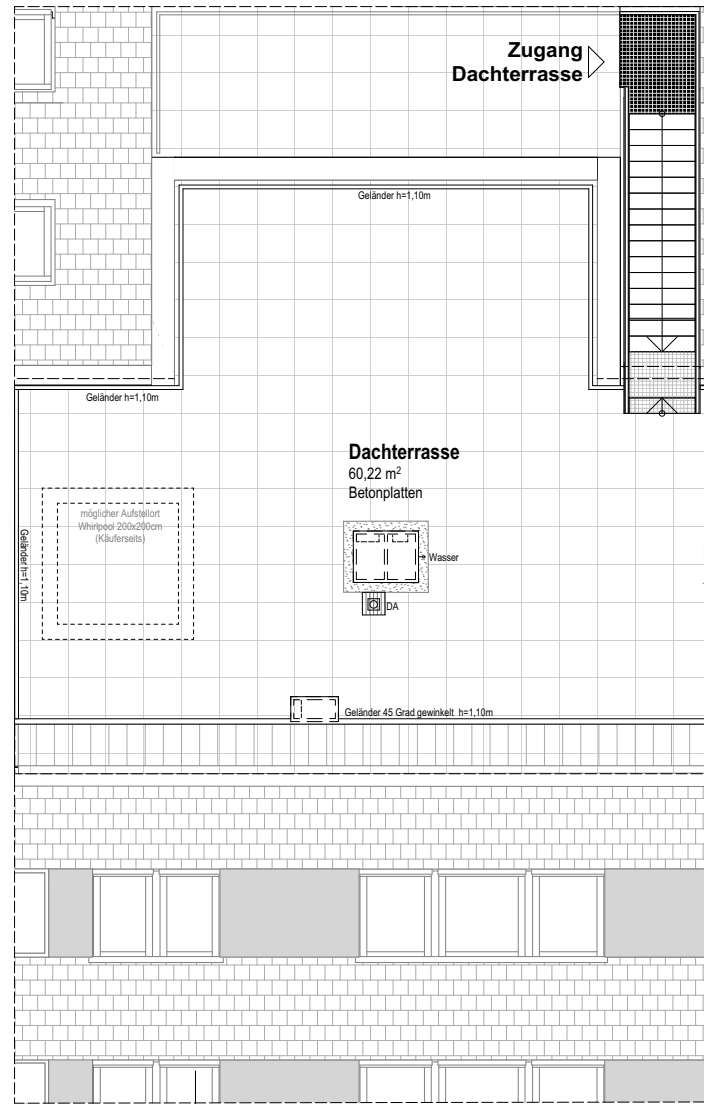 Zugang
Dachterrasse
Geländer h=1,10m
Geländer h=1,10m
Dachterrasse
60,22 m²
Betonplatten
möglicher Aufstellort
Whirlpool 200x200cm
(Käuferseits)
Geländer h=1,10m
Wasser
DA
Geländer 45 Grad gewinkelt h=1,10m